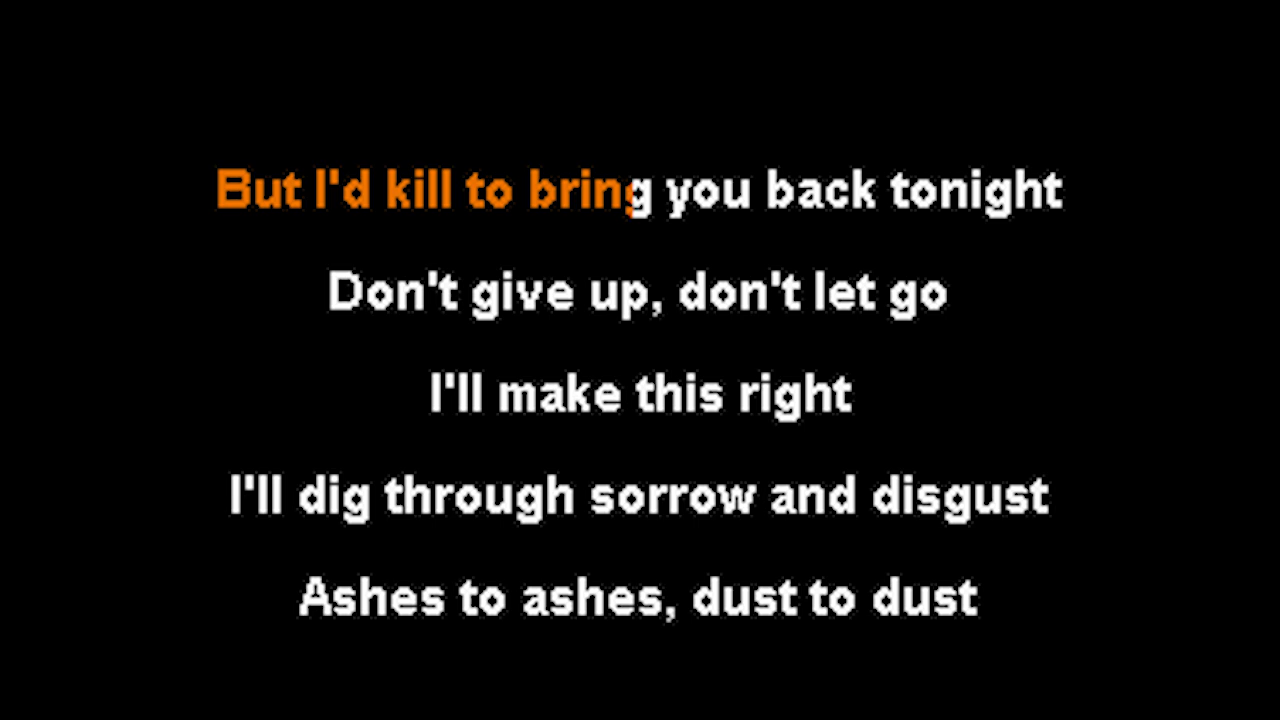 But I'd kill to bring you back tonight
Don't give up, don't let go
I'll make this right
I'll dig through sorrow and disgust
Ashes to ashes, dust to dust